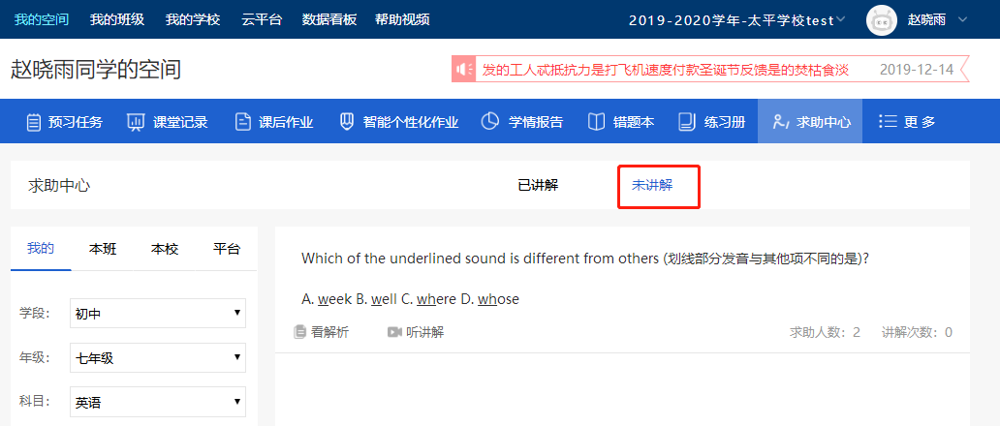 我的空间 我的班级 我的学校 云平台 数据看板 帮助视频 2019-2020学年-太平学校test 赵晓雨
赵晓雨同学的空间 发的工人忒抵抗力是打飞机速度付款圣诞节反馈是的焚枯食淡 2019-12-14
预习任务 课堂记录 课后作业 智能个性化作业 学情报告 错题本 练习册 求助中心 更 多
求助中心 已讲解 未讲解
我的 本班 本校 平台
Which of the underlined sound is different from others (划线部分发音与其他项不同的是)?
A. week B. well C. where D. whose
看解析 听讲解 求助人数：2 讲解次数：0
学段： 初中
年级： 七年级
科目： 英语